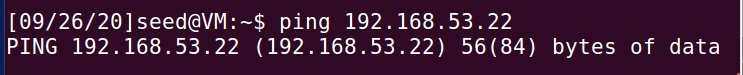 [09/26/20]seed@VM:~$ ping 192.168.53.22
PING 192.168.53.22 (192.168.53.22) 56(84) bytes of data